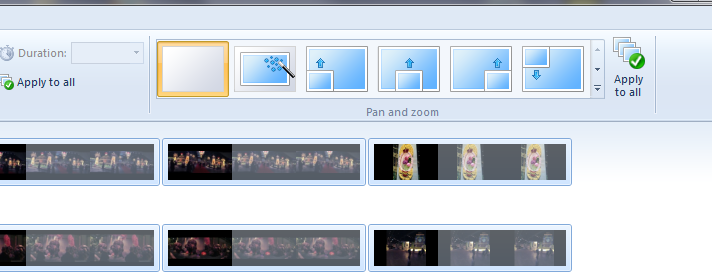 Duration:
Apply to all
Apply
to all
Pan and zoom